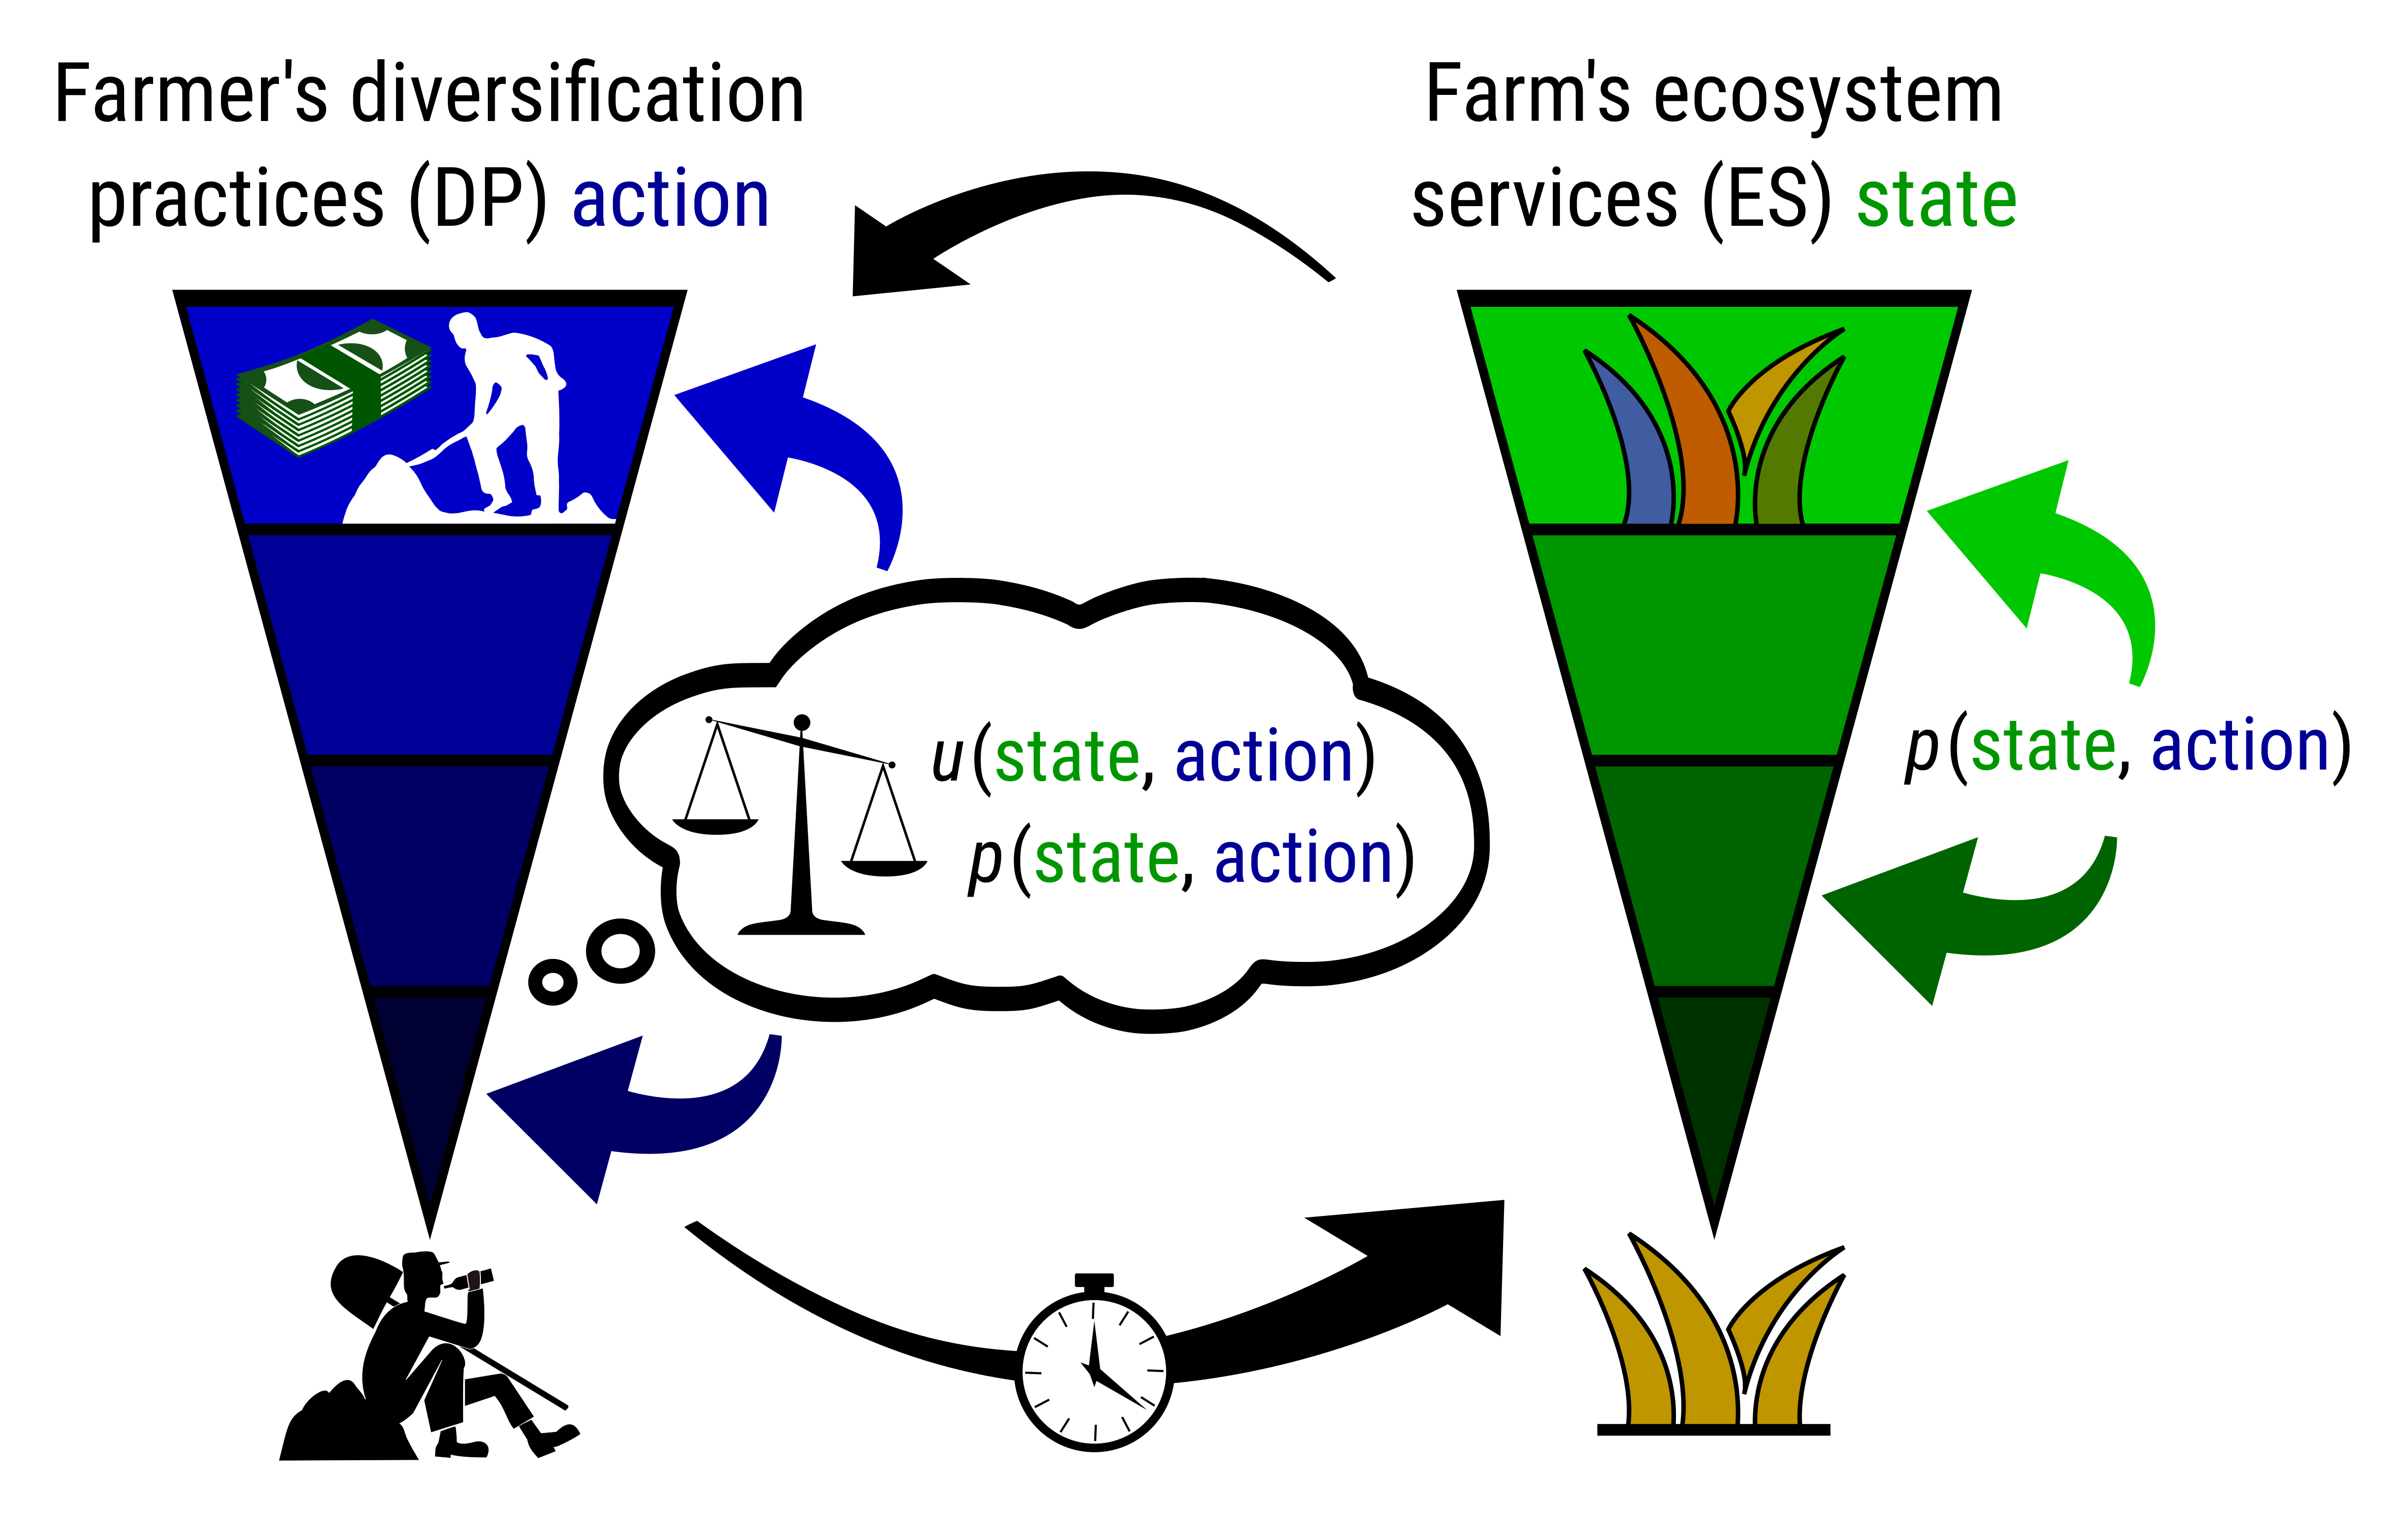 Farmer's diversification
practices (DP) action
Farm's ecosystem
services (ES) state
u(state, action)
p(state, action)
p(state, action)